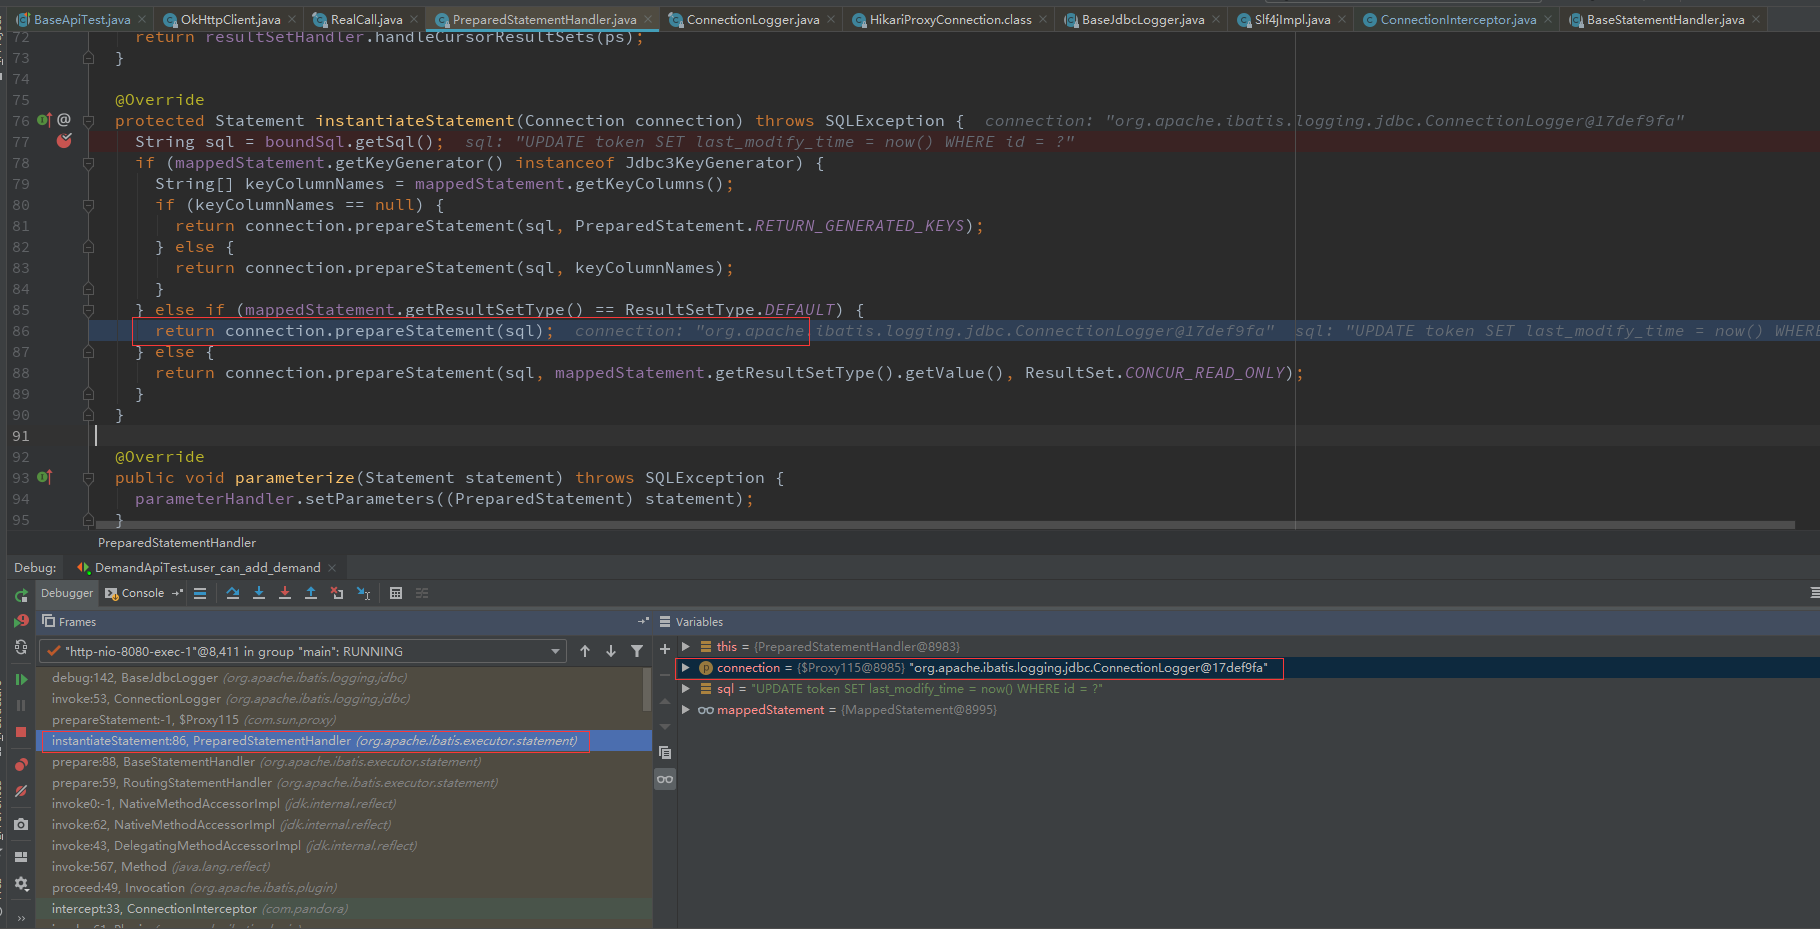 BaseApiTest.java
OkHttpClient.java
RealCall.java
PreparedStatementHandler.java
ConnectionLogger.java
HikariProxyConnection.class
BaseJdbcLogger.java
Slf4jImpl.java
ConnectionInterceptor.java
BaseStatementHandler.java
72 return resultSetHandler.handleCursorResultSets(ps);
73 }
74
75 @Override
76 @ protected Statement instantiateStatement(Connection connection) throws SQLException { connection: "org.apache.ibatis.logging.jdbc.ConnectionLogger@17def9fa"
77 String sql = boundSql.getSql(); sql: "UPDATE token SET last_modify_time = now() WHERE id = ?"
78 if (mappedStatement.getKeyGenerator() instanceof Jdbc3KeyGenerator) {
79 String[] keyColumnNames = mappedStatement.getKeyColumns();
80 if (keyColumnNames == null) {
81 return connection.prepareStatement(sql, PreparedStatement.RETURN_GENERATED_KEYS);
82 } else {
83 return connection.prepareStatement(sql, keyColumnNames);
84 }
85 } else if (mappedStatement.getResultSetType() == ResultSetType.DEFAULT) {
86 return connection.prepareStatement(sql); connection: "org.apache.ibatis.logging.jdbc.ConnectionLogger@17def9fa" sql: "UPDATE token SET last_modify_time = now() WHERE
87 } else {
88 return connection.prepareStatement(sql, mappedStatement.getResultSetType().getValue(), ResultSet.CONCUR_READ_ONLY);
89 }
90 }
91
92 @Override
93 public void parameterize(Statement statement) throws SQLException {
94 parameterHandler.setParameters((PreparedStatement) statement);
95 }
PreparedStatementHandler
Debug: DemandApiTest.user_can_add_demand
Debugger Console
Frames
"http-nio-8080-exec-1"@8,411 in group "main": RUNNING
debug:142, BaseJdbcLogger (org.apache.ibatis.logging.jdbc)
invoke:53, ConnectionLogger (org.apache.ibatis.logging.jdbc)
prepareStatement:-1, $Proxy115 (com.sun.proxy)
instantiateStatement:86, PreparedStatementHandler (org.apache.ibatis.executor.statement)
prepare:88, BaseStatementHandler (org.apache.ibatis.executor.statement)
prepare:59, RoutingStatementHandler (org.apache.ibatis.executor.statement)
invoke0:-1, NativeMethodAccessorImpl (jdk.internal.reflect)
invoke:62, NativeMethodAccessorImpl (jdk.internal.reflect)
invoke:43, DelegatingMethodAccessorImpl (jdk.internal.reflect)
invoke:567, Method (java.lang.reflect)
proceed:49, Invocation (org.apache.ibatis.plugin)
intercept:33, ConnectionInterceptor (com.pandora)
Variables
this = {PreparedStatementHandler@8983}
connection = {$Proxy115@8985} "org.apache.ibatis.logging.jdbc.ConnectionLogger@17def9fa"
sql = "UPDATE token SET last_modify_time = now() WHERE id = ?"
mappedStatement = {MappedStatement@8995}